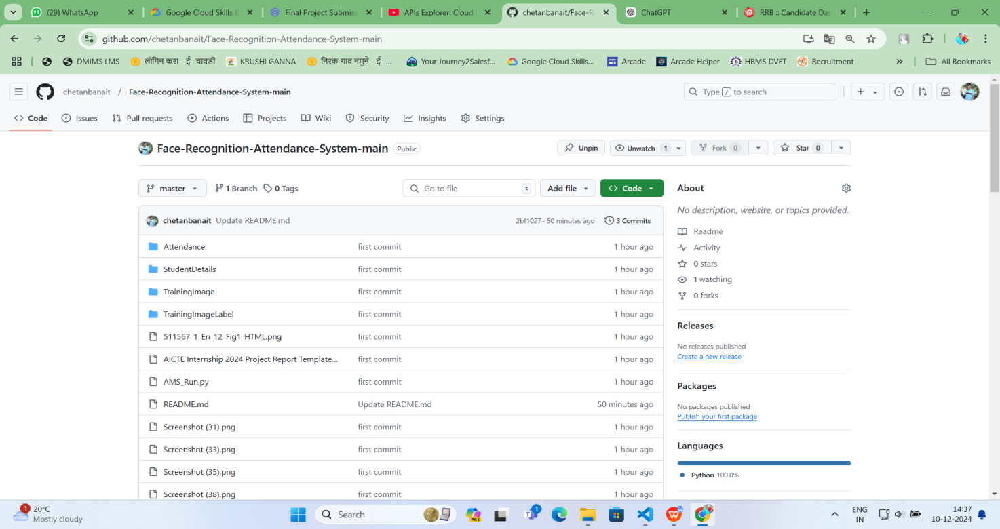 (29) WhatsApp
Google Cloud Skills B
Final Project Submiss
APIs Explorer: Cloud
chetanbanait/Face-Re
ChatGPT
RRB :: Candidate Das
github.com/chetanbanait/Face-Recognition-Attendance-System-main
DMIMS LMS
लॉगिन करा - ई -चावडी
KRUSHI GANNA
निरंक गाव नमुने - ई -...
Your Journey2Salesf...
Google Cloud Skills...
Arcade
Arcade Helper
HRMS DVET
Recruitment
»
All Bookmarks
chetanbanait / Face-Recognition-Attendance-System-main
Type / to search
Code
Issues
Pull requests
Actions
Projects
Wiki
Security
Insights
Settings
Face-Recognition-Attendance-System-main Public
Unpin
Unwatch 1
Fork 0
Star 0
master
1 Branch
0 Tags
Go to file t
Add file
Code
chetanbanait Update README.md 2bf1027 · 50 minutes ago 3 Commits
Attendance first commit 1 hour ago
StudentDetails first commit 1 hour ago
TrainingImage first commit 1 hour ago
TrainingImageLabel first commit 1 hour ago
511567_1_En_12_Fig1_HTML.png first commit 1 hour ago
AICTE Internship 2024 Project Report Template... first commit 1 hour ago
AMS_Run.py first commit 1 hour ago
README.md Update README.md 50 minutes ago
Screenshot (31).png first commit 1 hour ago
Screenshot (33).png first commit 1 hour ago
Screenshot (35).png first commit 1 hour ago
Screenshot (38).png first commit 1 hour ago
About
No description, website, or topics provided.
Readme
Activity
0 stars
1 watching
0 forks
Releases
No releases published
Create a new release
Packages
No packages published
Publish your first package
Languages
Python 100.0%
1
20°C
Mostly cloudy
Search
PRE
1
ENG
IN
14:37
10-12-2024